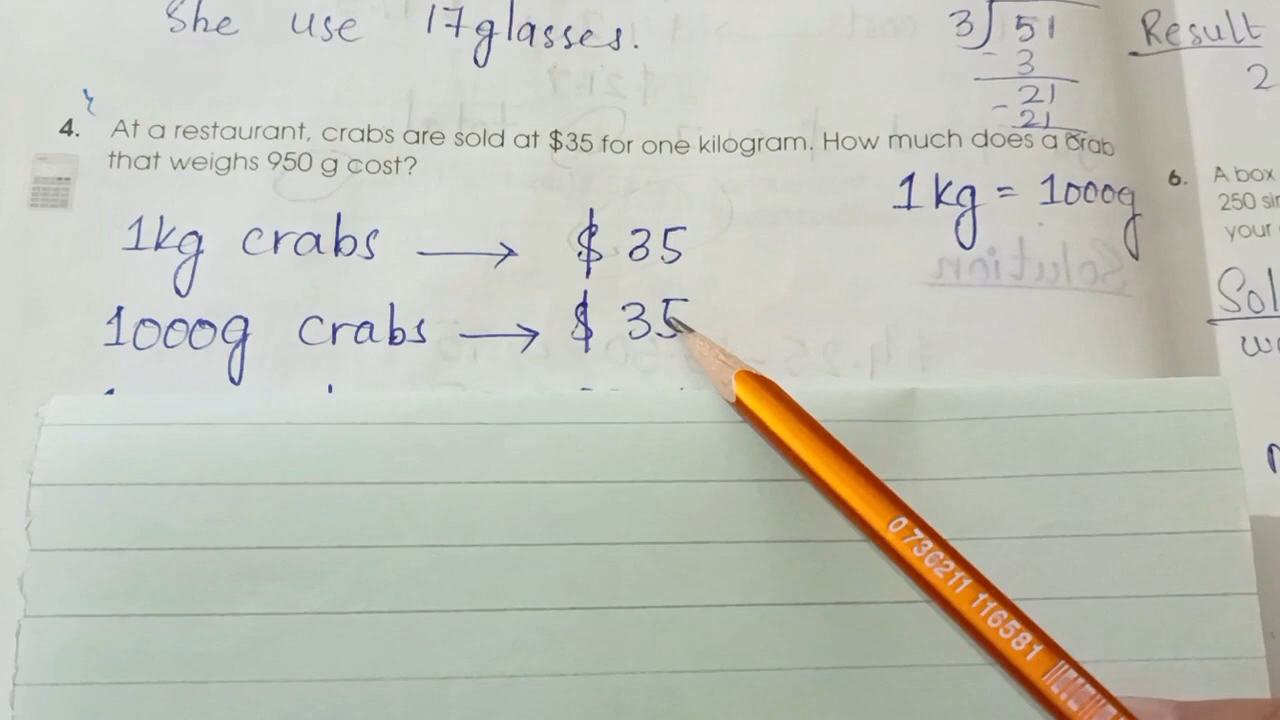 She use 17glasses.
3)51
- 3
21
- 21
Result
2
4. At a restaurant, crabs are sold at $35 for one kilogram. How much does a crab
that weighs 950 g cost?
1kg = 1000g
1kg crabs → $ 35
1000g crabs → $ 35
6. A box
250
your
Sol
0 736211 116581